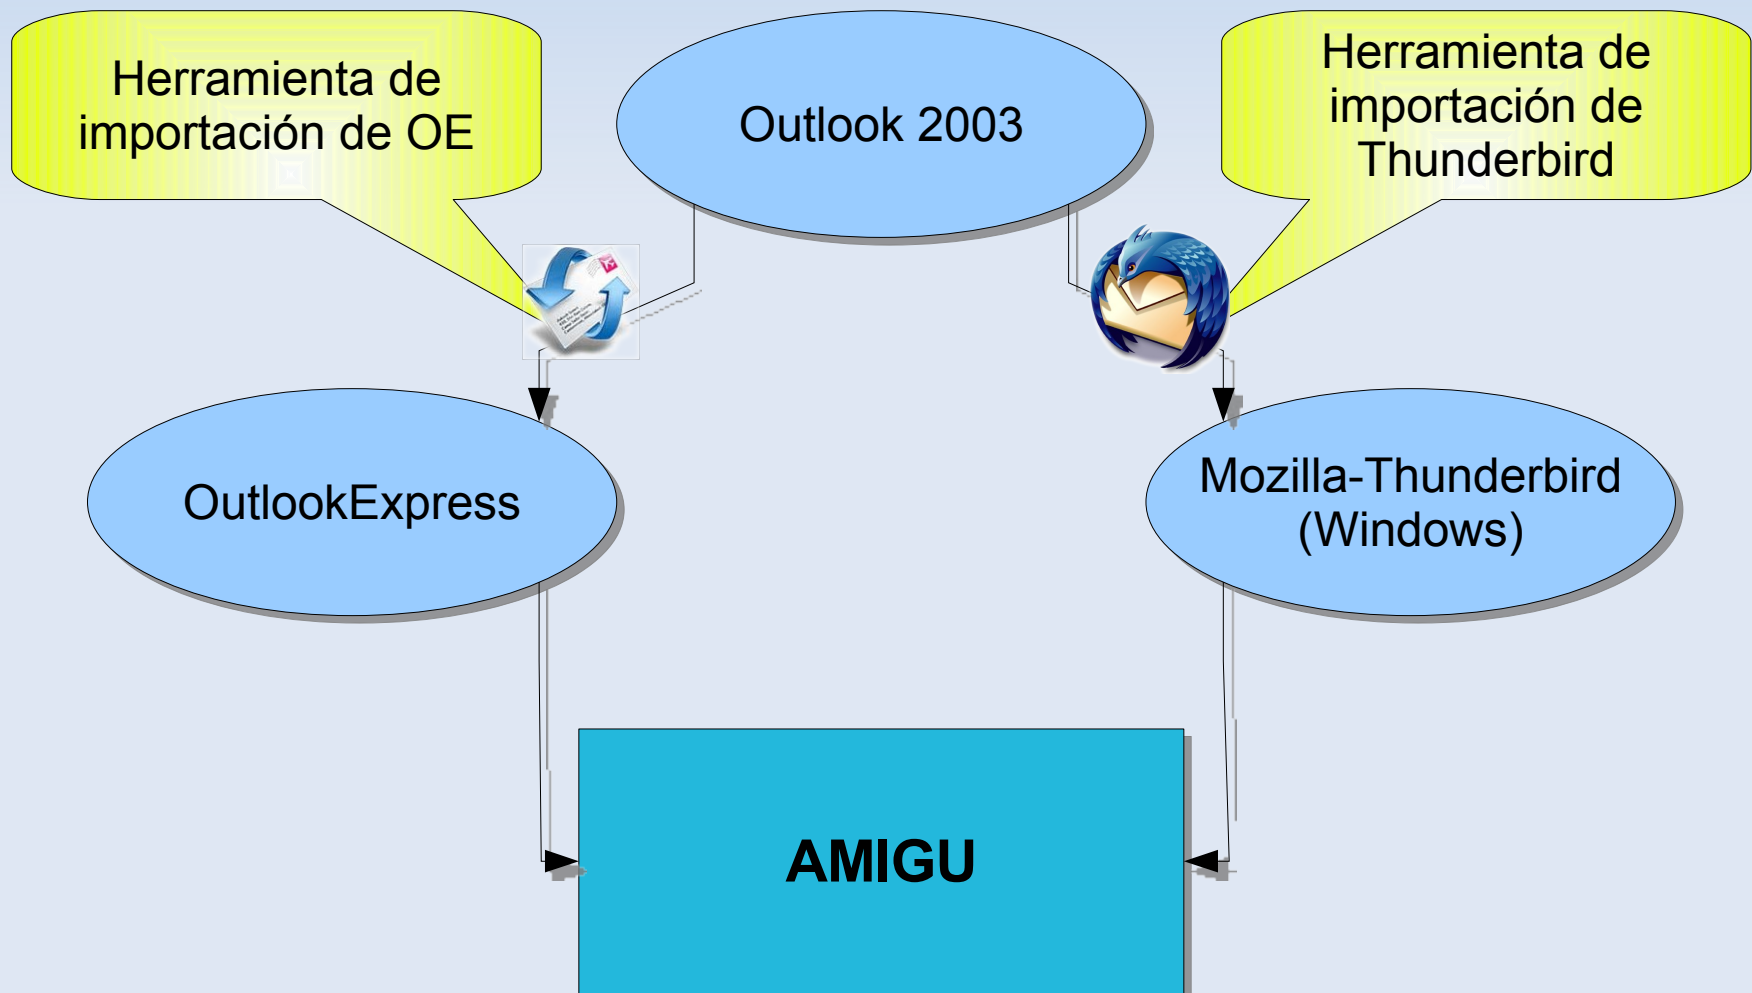 Herramienta de
importación de OE
Outlook 2003
Herramienta de
importación de
Thunderbird
OutlookExpress
Mozilla-Thunderbird
(Windows)
AMIGU